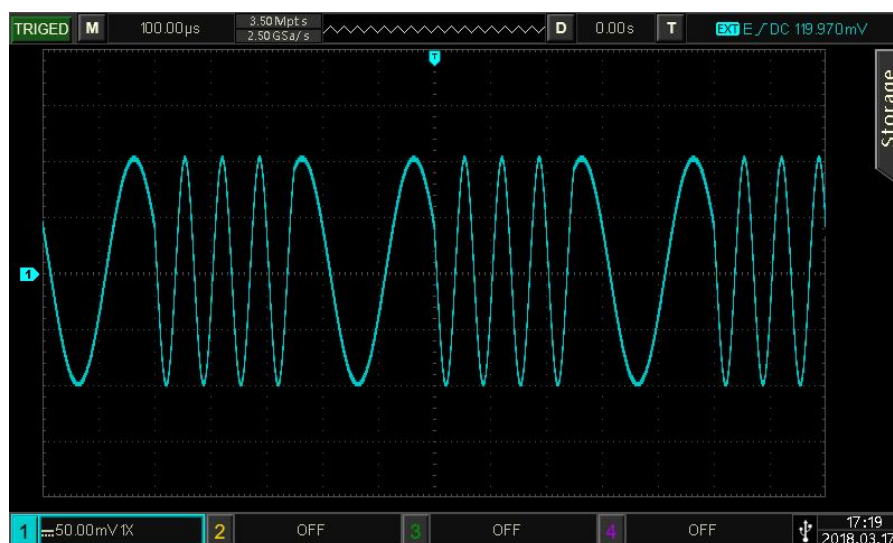 TRIGED M 100.00µs 3.50Mpts D 0.00s T EXT E DC 119.970mV
2.50GSa/s
T
Storage
1
1 50.00mV 1X 2 OFF 3 OFF 4 OFF 17:19
2018.03.17